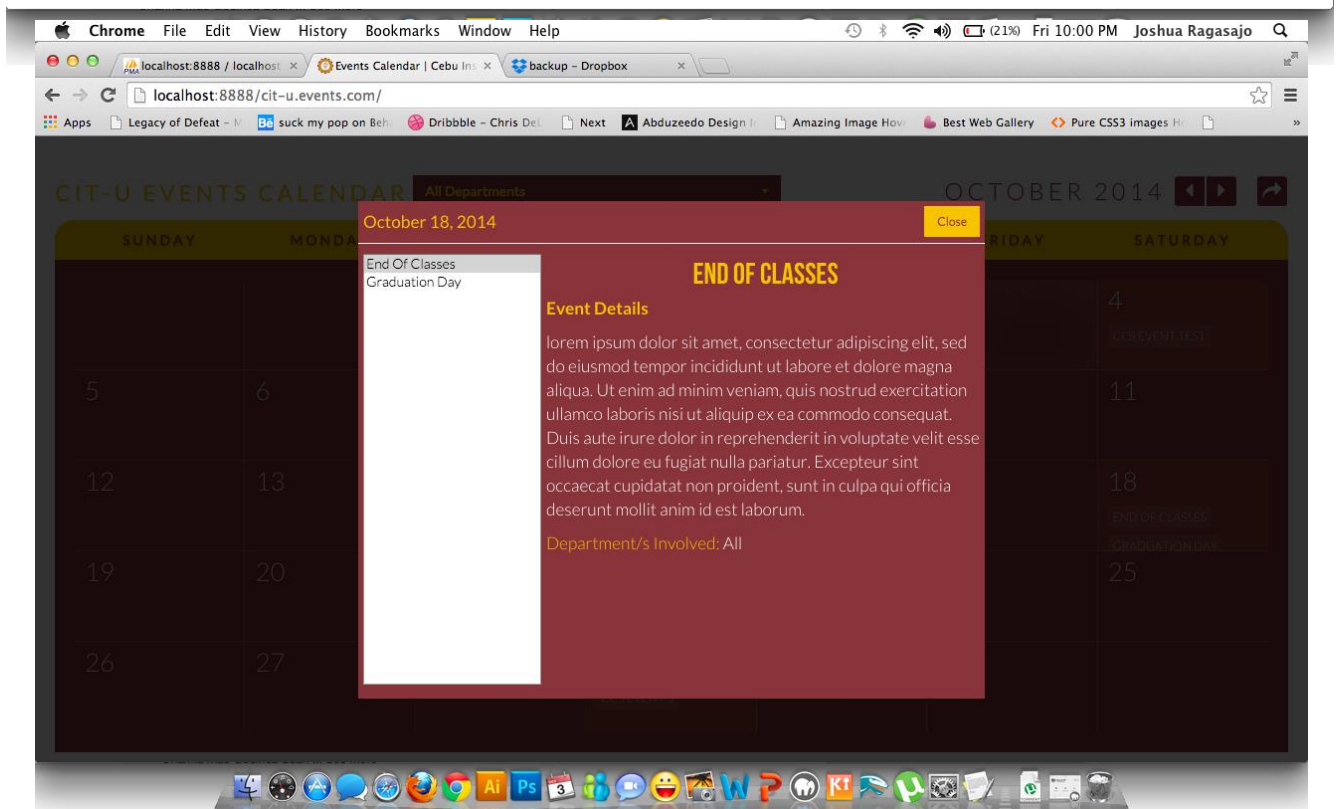 Chrome File Edit View History Bookmarks Window Help (21%) Fri 10:00 PM Joshua Ragasajo
localhost:8888 / localhost Events Calendar | Cebu Ins backup – Dropbox
localhost:8888/cit-u.events.com/
Apps Legacy of Defeat – suck my pop on Beh Dribbble – Chris Del Next Abduzeedo Design Amazing Image Hov Best Web Gallery Pure CSS3 images »
CIT-U EVENTS CALENDAR All Departments OCTOBER 2014
SUNDAY MONDA RIDAY SATURDAY
October 18, 2014 Close
End Of Classes
Graduation Day
END OF CLASSES
Event Details
lorem ipsum dolor sit amet, consectetur adipiscing elit, sed
do eiusmod tempor incididunt ut labore et dolore magna
aliqua. Ut enim ad minim veniam, quis nostrud exercitation
ullamco laboris nisi ut aliquip ex ea commodo consequat.
Duis aute irure dolor in reprehenderit in voluptate velit esse
cillum dolore eu fugiat nulla pariatur. Excepteur sint
occaecat cupidatat non proident, sunt in culpa qui officia
deserunt mollit anim id est laborum.
Department/s Involved: All
4
CCS EVENT TEST
5 6 11
12 13 18
END OF CLASSES
GRADUATION DAY
19 20 25
26 27
Ai Ps 3 W P KT